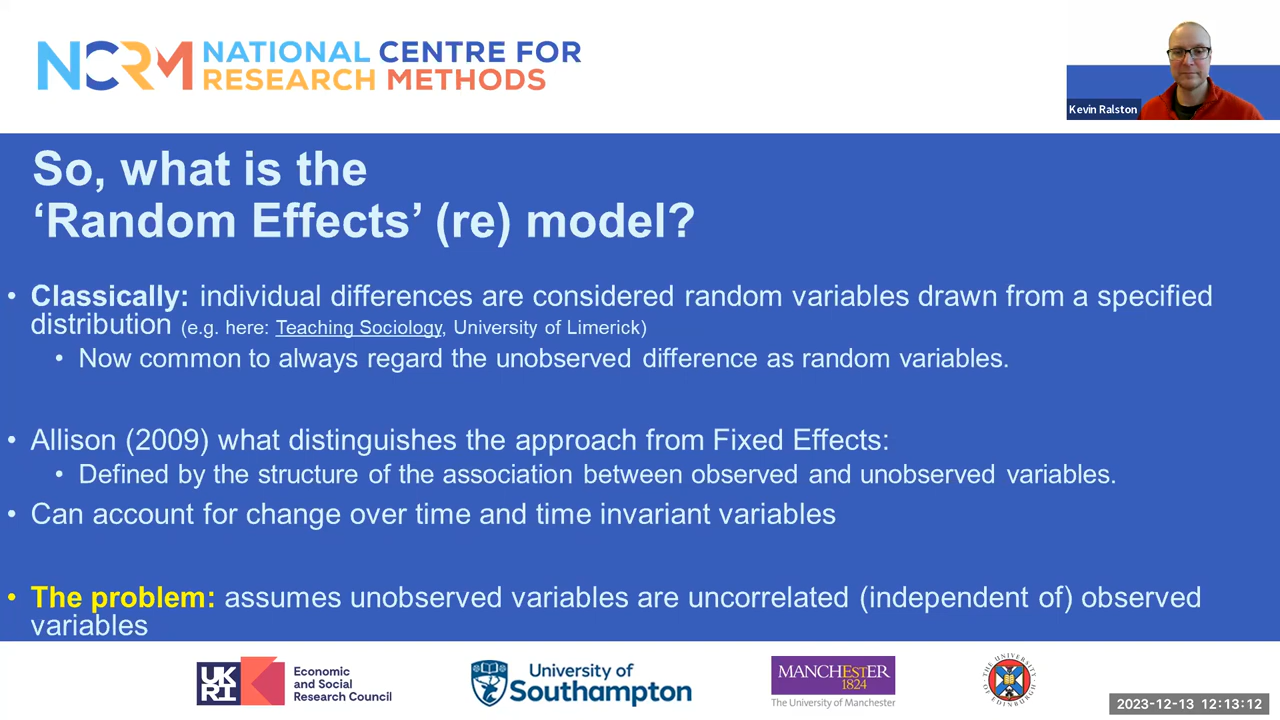 NCRM NATIONAL CENTRE FOR
RESEARCH METHODS
Kevin Ralston
So, what is the
‘Random Effects’ (re) model?
• Classically: individual differences are considered random variables drawn from a specified
distribution (e.g. here: Teaching Sociology, University of Limerick)
• Now common to always regard the unobserved difference as random variables.
• Allison (2009) what distinguishes the approach from Fixed Effects:
• Defined by the structure of the association between observed and unobserved variables.
• Can account for change over time and time invariant variables
• The problem: assumes unobserved variables are uncorrelated (independent of) observed
variables
UKRI
Economic
and Social
Research Council
University of
Southampton
MANCHESTER
1824
The University of Manchester
THE UNIVERSITY OF EDINBURGH
2023-12-13 12:13:12